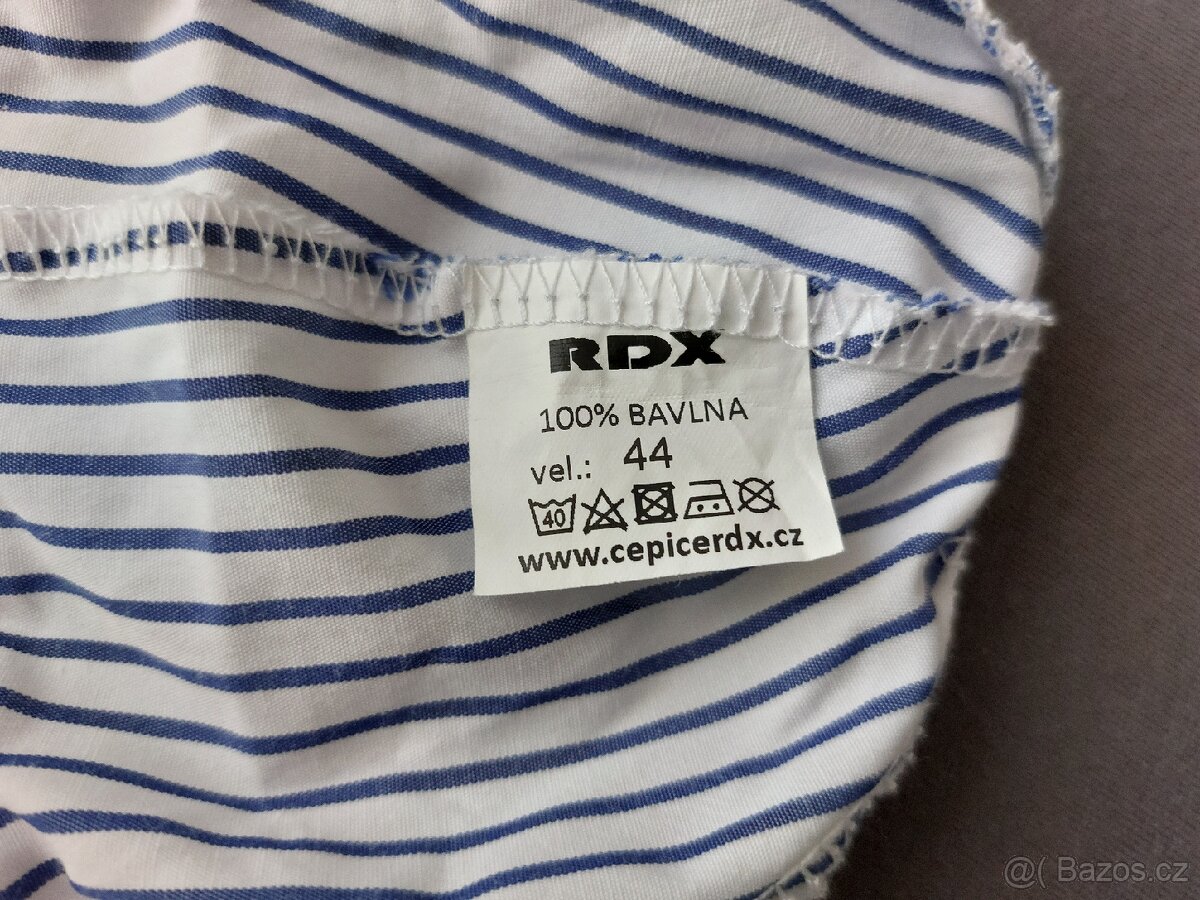 RDX
100% BAVLNA
vel.: 44
40
www.cepicerdx.cz
@( Bazos.cz